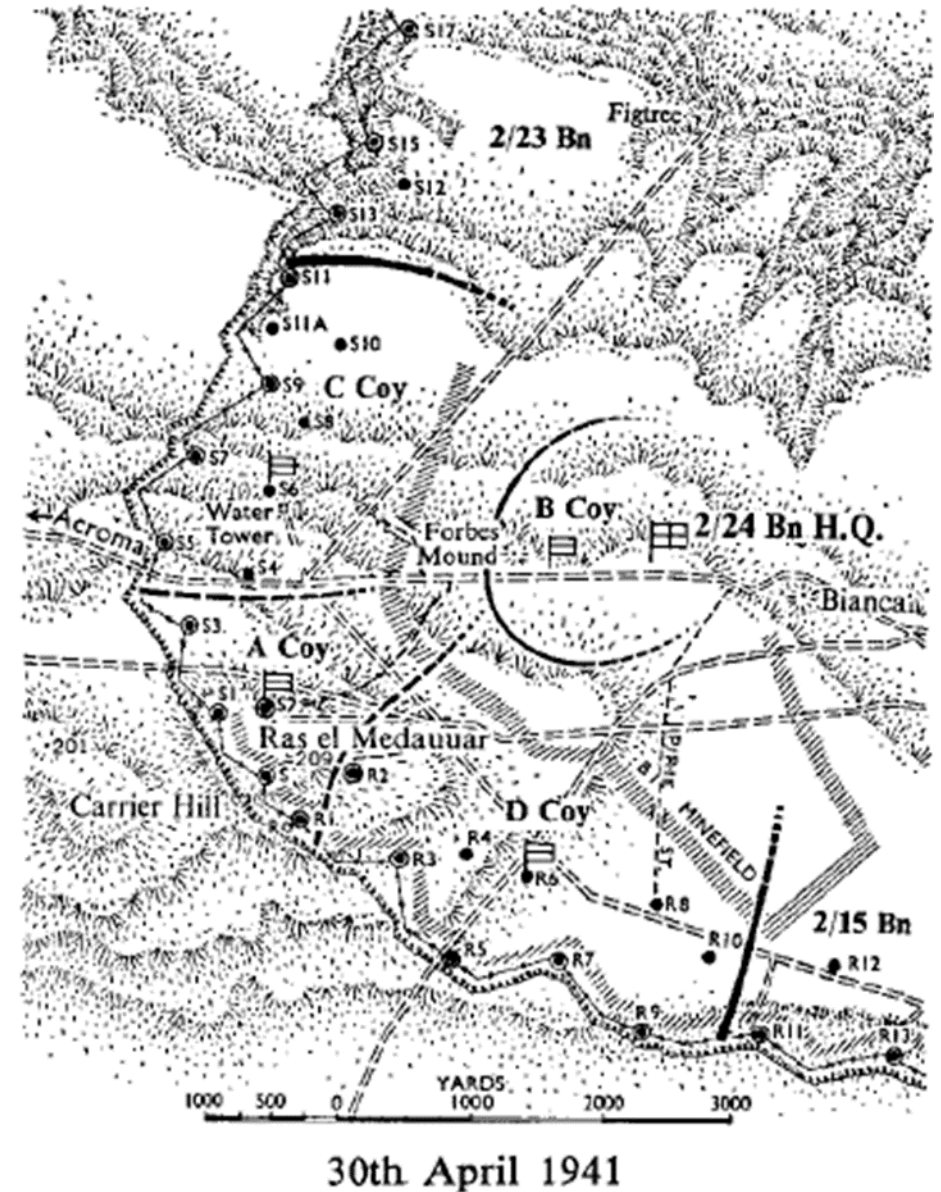 S17
Figtree
2/23 Bn
S15
S12
S13
S11
S11A
S10
S9
C Coy
S8
S7
S6
Water
Tower
B Coy
2/24 Bn H.Q.
Acroma
S5
Forbes
Mound
S4
Bianca
S3
A Coy
S1
S2
Ras el Medauuar
201
209
R2
Carrier Hill
R1
D Coy
R4
R3
R6
PIRIE ST.
B1 MINEFIELD
R8
2/15 Bn
R10
R12
R5
R7
R9
R11
R13
YARDS
1000 500 0 1000 2000 3000
30th April 1941